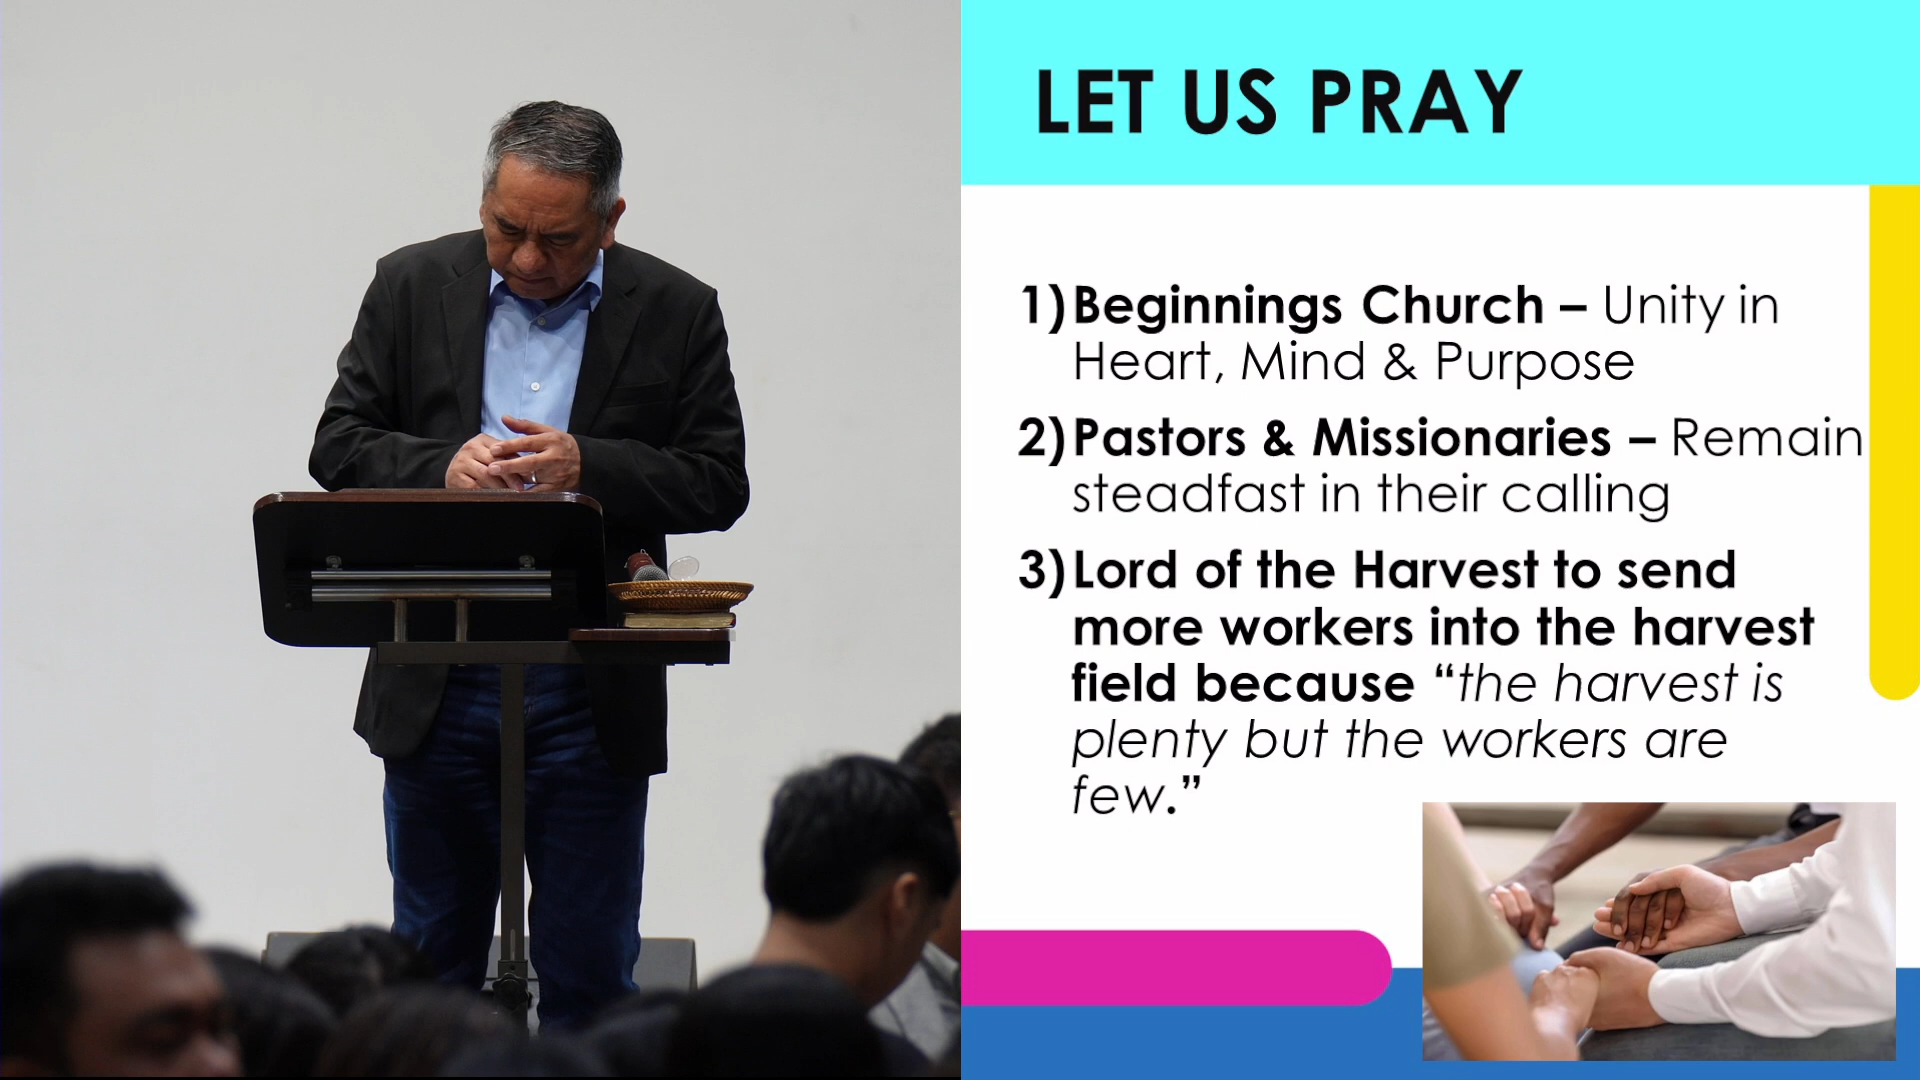 LET US PRAY
1) Beginnings Church – Unity in
Heart, Mind & Purpose
2) Pastors & Missionaries – Remain
steadfast in their calling
3) Lord of the Harvest to send
more workers into the harvest
field because “the harvest is
plenty but the workers are
few.”